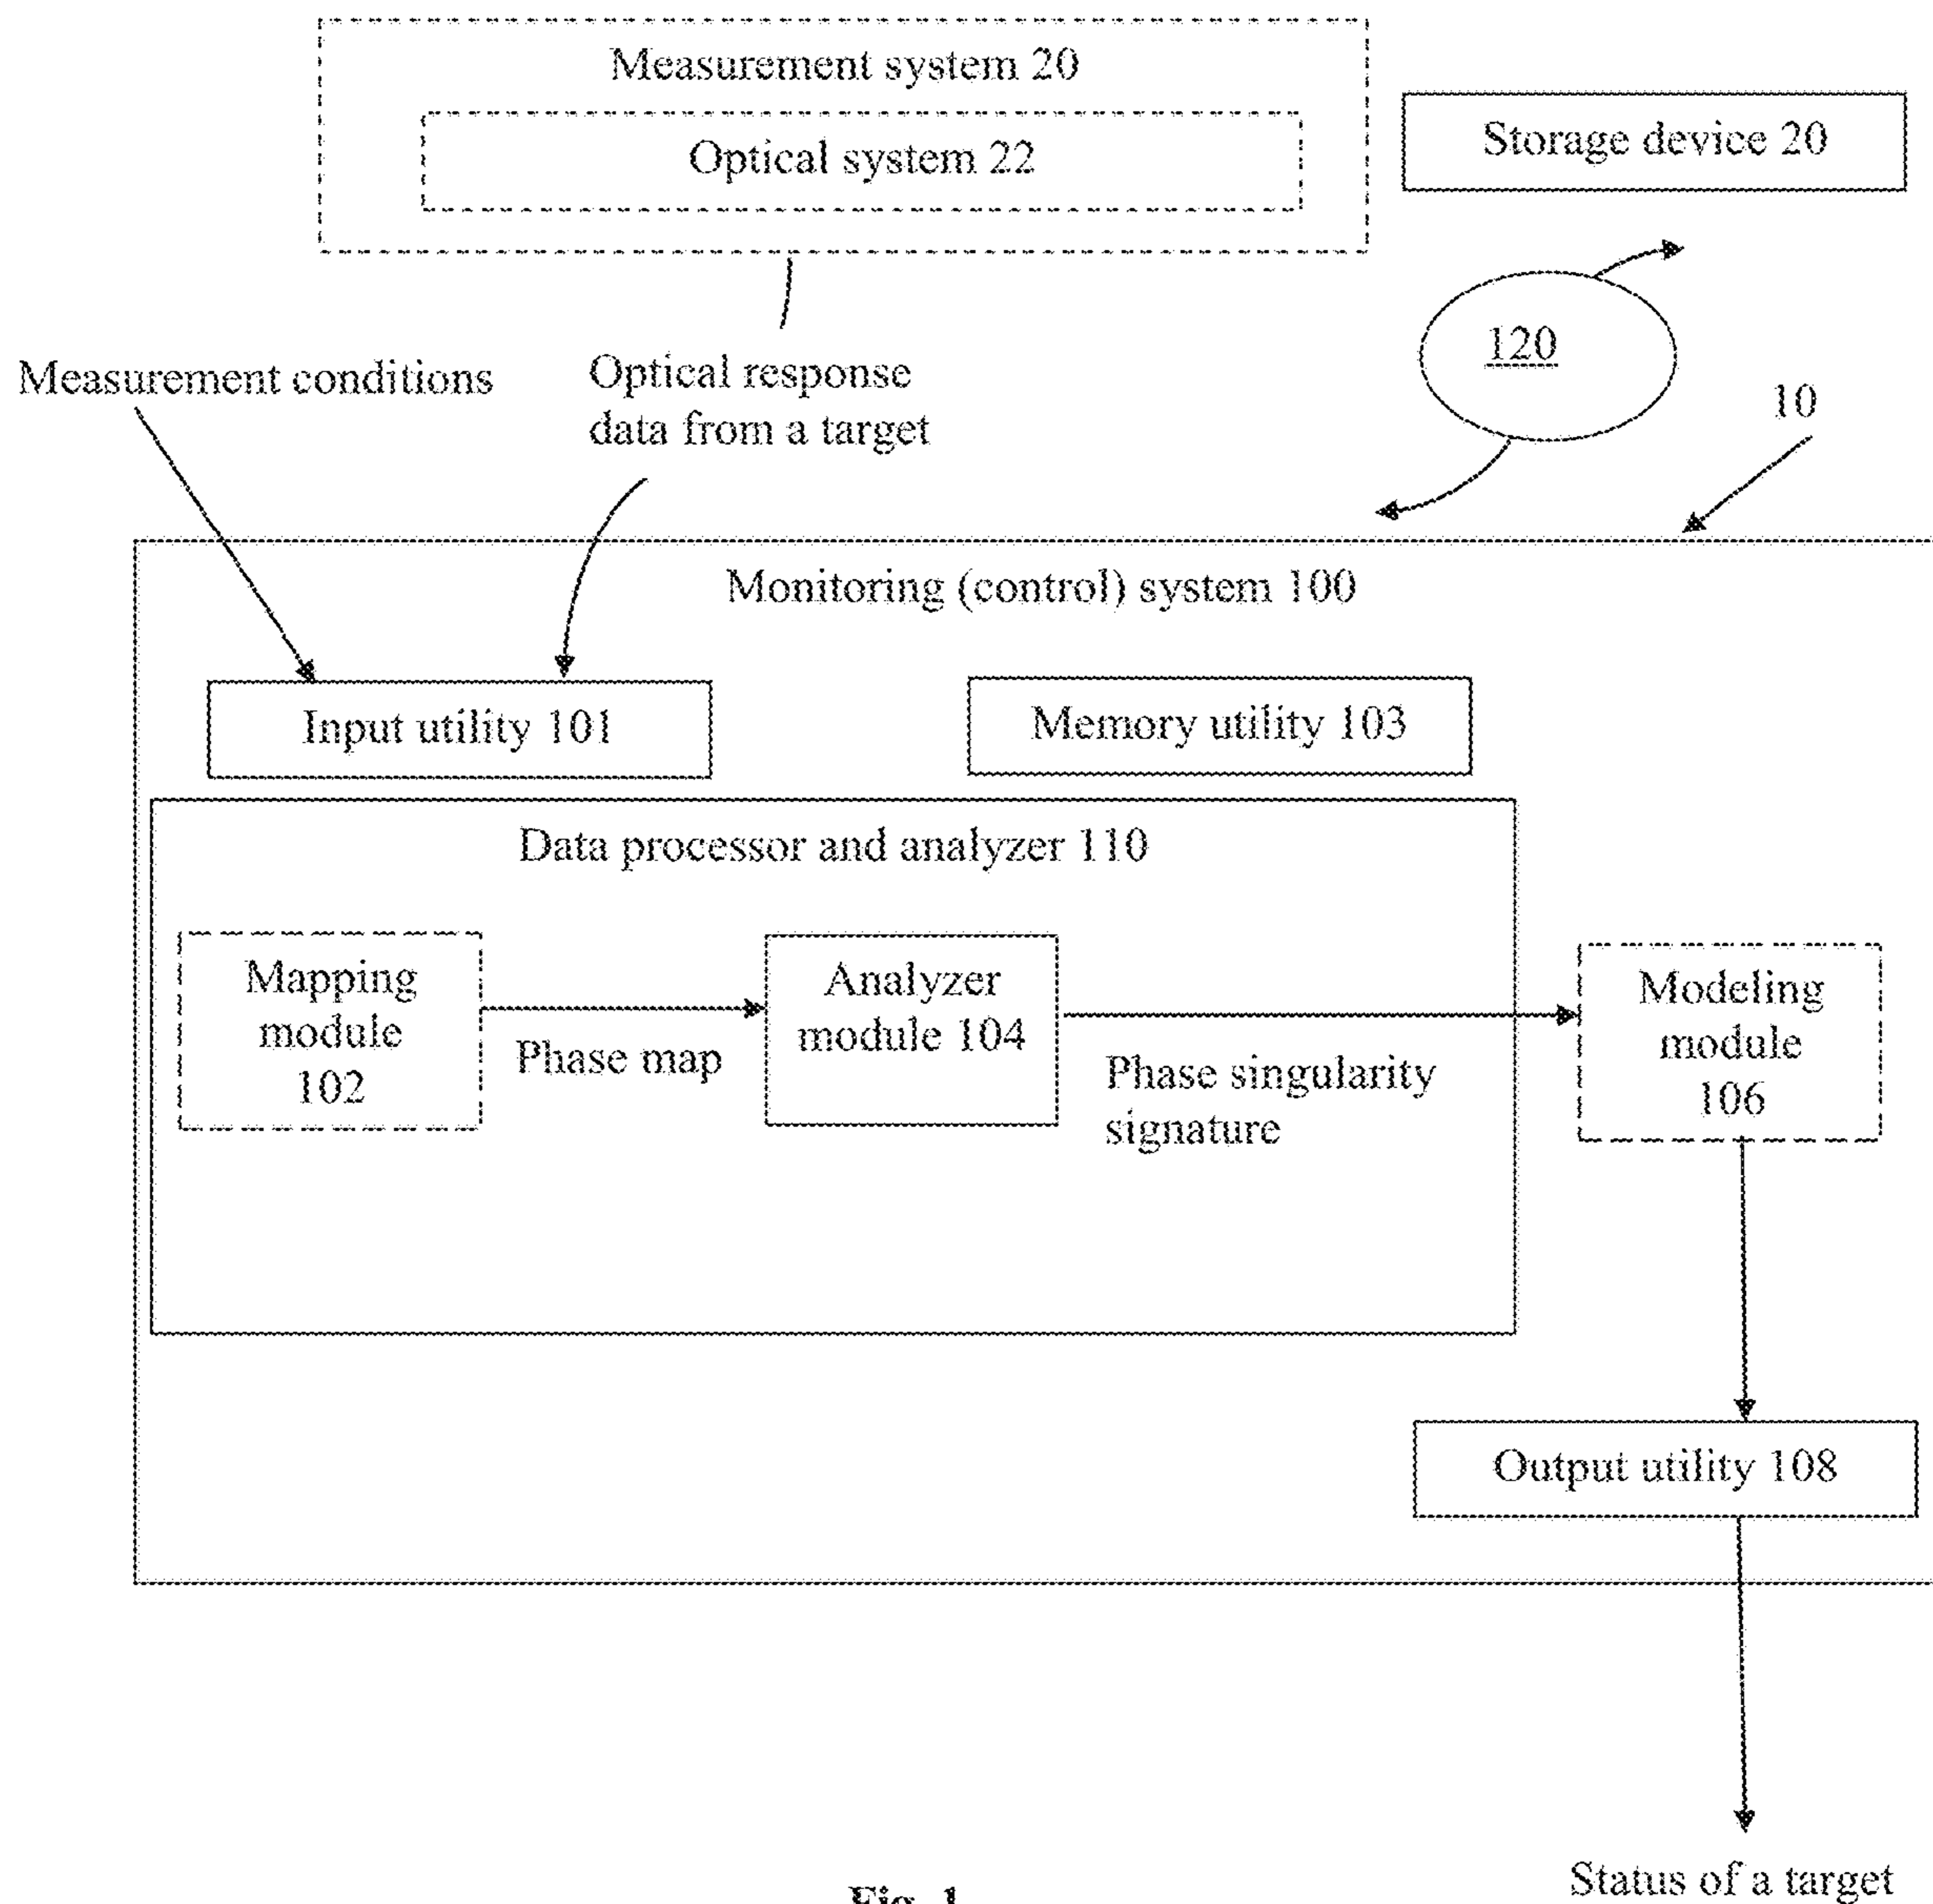 Measurement system 20
Optical system 22
Storage device 20
120
Measurement conditions
Optical response
data from a target
10
Monitoring (control) system 100
Input utility 101
Memory utility 103
Data processor and analyzer 110
Mapping
module
102
Phase map
Analyzer
module 104
Phase singularity
signature
Modeling
module
106
Output utility 108
Status of a target
Fig. 1